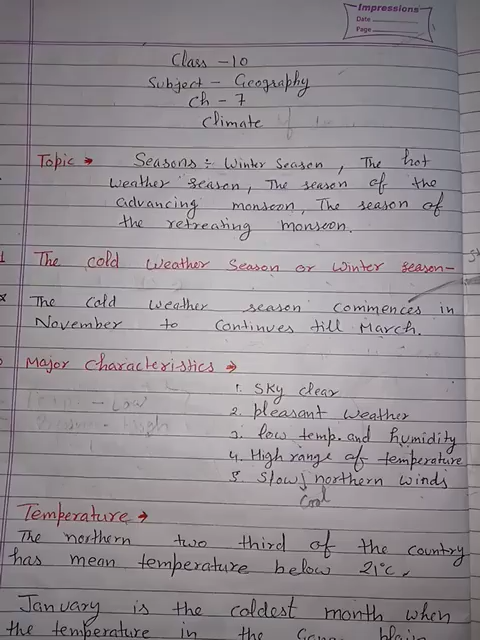 Impressions
Date
Page
Class - 10
Subject - Geography
Ch - 7
Climate
Topic → Seasons :- Winter Season, The hot
weather season, The season of the
advancing monsoon, The season of
the retreating monsoon.
The cold weather season or winter season-
The cold weather season commences in
November to continues till March.
Major Characteristics →
1. Sky clear
2. pleasant weather
3. low temp. and humidity
4. High range of temperature
5. Slow northern winds
Cool
Low
High
Temperature →
The northern two third of the country
has mean temperature below 21°c.
January is the coldest month when
the temperature in the